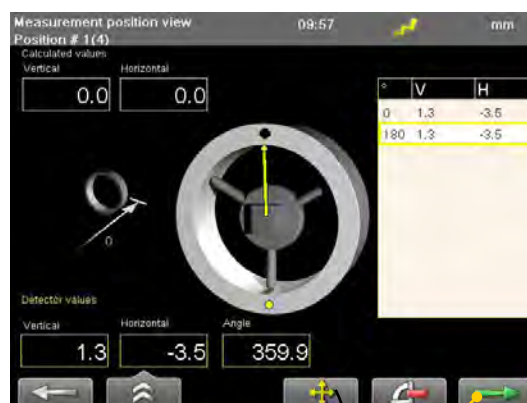 Measurement position view 09:57 mm
Position # 1(4)
Calculated values
Vertical Horizontal
0.0 0.0
° V H
0 1.3 -3.5
180 1.3 -3.5
0
Detector values
Vertical Horizontal Angle
1.3 -3.5 359.9